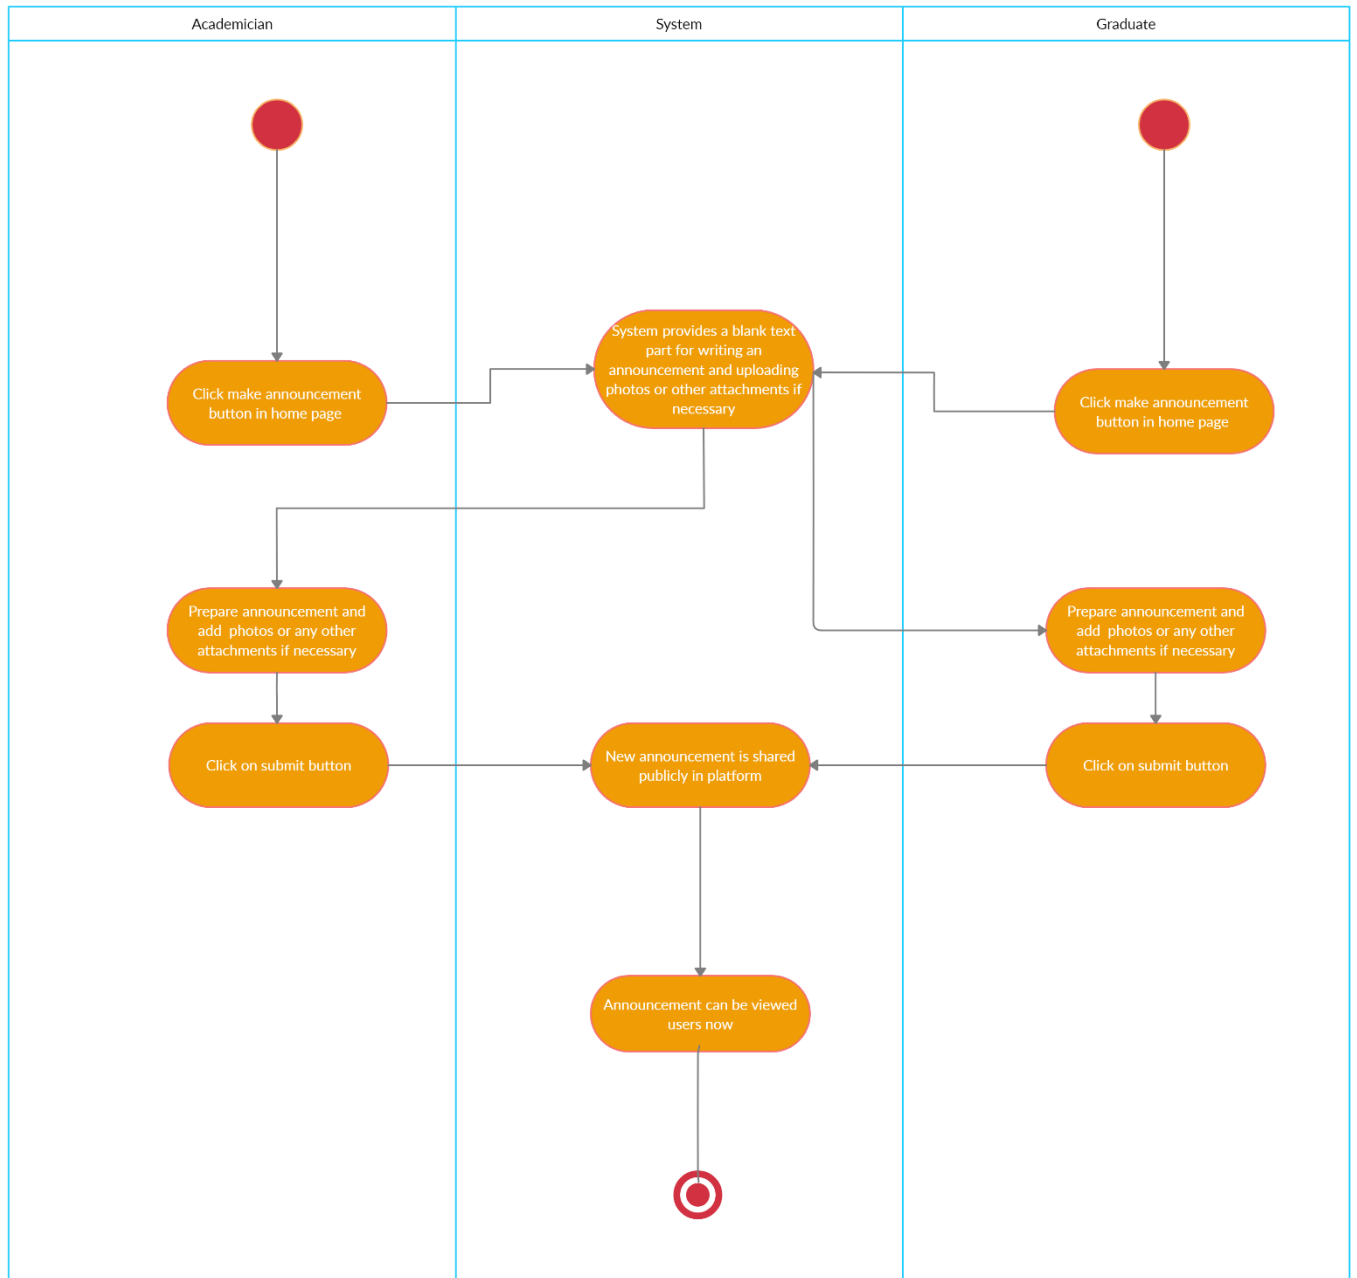 Academician
System
Graduate
System provides a blank text
part for writing an
announcement and uploading
photos or other attachments if
necessary
Click make announcement
button in home page
Click make announcement
button in home page
Prepare announcement and
add  photos or any other
attachments if necessary
Prepare announcement and
add  photos or any other
attachments if necessary
Click on submit button
New announcement is shared
publicly in platform
Click on submit button
Announcement can be viewed
users now